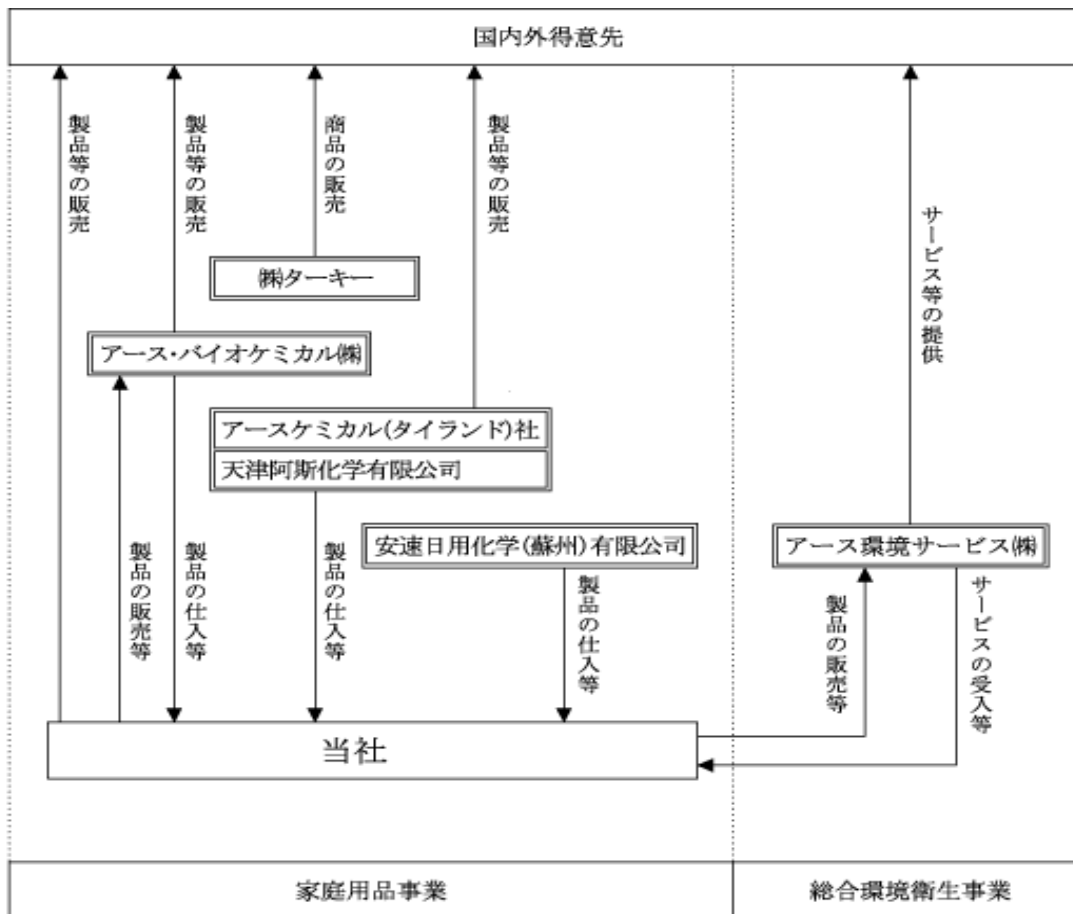 国内外得意先
製品等の販売
製品等の販売
商品の販売
製品等の販売
サービス等の提供
㈱ターキー
アース・バイオケミカル㈱
アースケミカル(タイランド)社
天津阿斯化学有限公司
安速日用化学(蘇州)有限公司
アース環境サービス㈱
製品の販売等
製品の仕入等
製品の仕入等
製品の仕入等
製品の販売等
サービスの受入等
当社
家庭用品事業
総合環境衛生事業